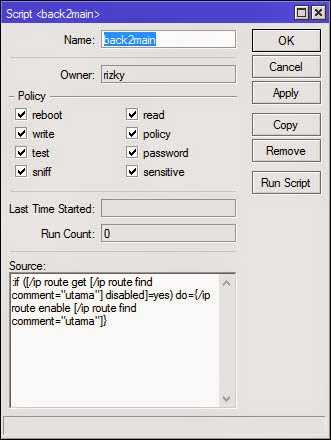 Script <back2main>
Name: back2main
OK
Owner: rizky
Cancel
Policy
Apply
reboot read
write policy
Copy
test password
Remove
sniff sensitive
Run Script
Last Time Started:
Run Count: 0
Source:
:if ([/ip route get [/ip route find
comment="utama"] disabled]=yes) do={/ip
route enable [/ip route find
comment="utama"]}